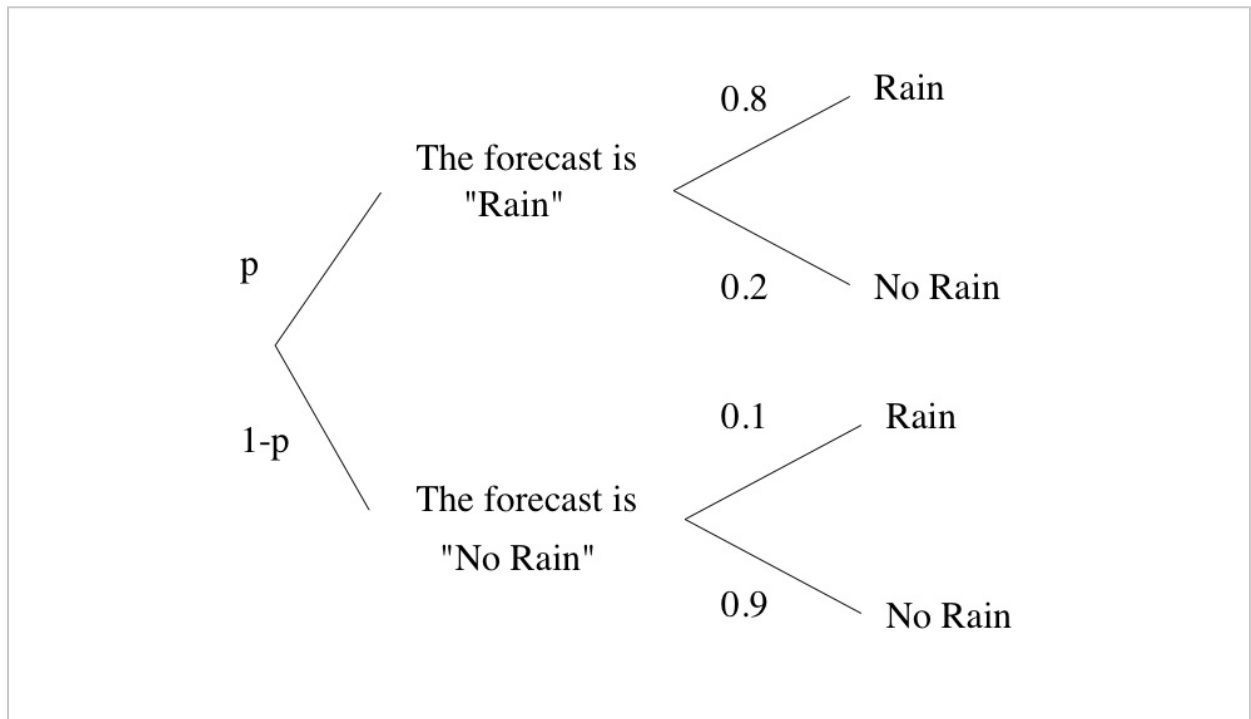 0.8
Rain
The forecast is
"Rain"
p
0.2
No Rain
0.1
Rain
1-p
The forecast is
"No Rain"
0.9
No Rain